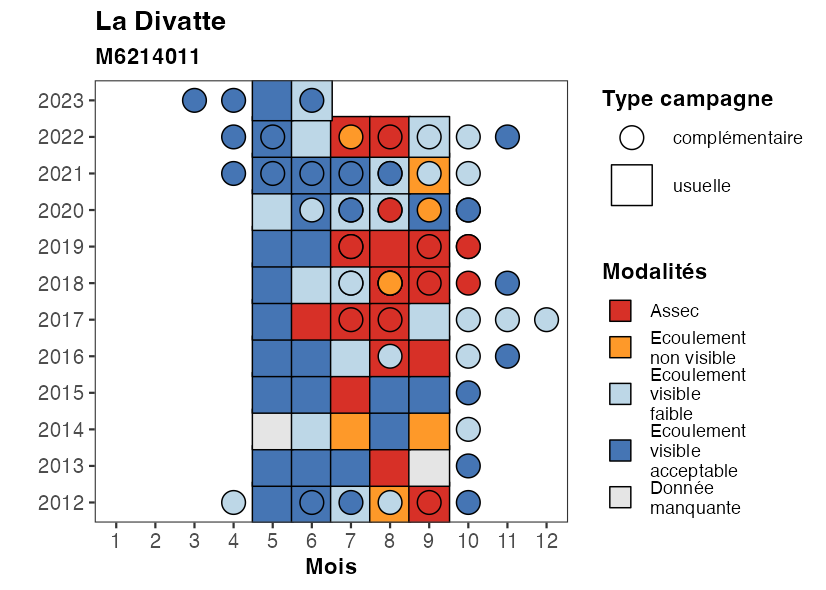 La Divatte
M6214011
2023
2022
2021
2020
2019
2018
2017
2016
2015
2014
2013
2012
1 2 3 4 5 6 7 8 9 10 11 12
Mois
Type campagne
complémentaire
usuelle
Modalités
Assec
Ecoulement
non visible
Ecoulement
visible
faible
Ecoulement
visible
acceptable
Donnée
manquante